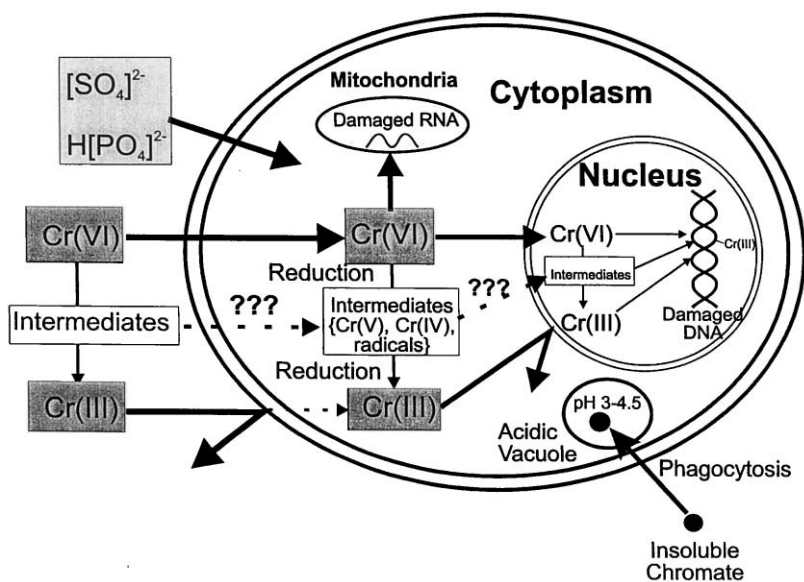 [SO₄]²⁻
H[PO₄]²⁻
Mitochondria
Damaged RNA
Cytoplasm
Nucleus
Cr(VI)
Cr(VI)
Cr(VI)
Cr(III)
Reduction
Intermediates
???
???
Intermediates
Intermediates
{Cr(V), Cr(IV),
radicals}
Cr(III)
Damaged
DNA
Reduction
Cr(III)
Cr(III)
pH 3-4.5
Acidic
Vacuole
Phagocytosis
Insoluble
Chromate